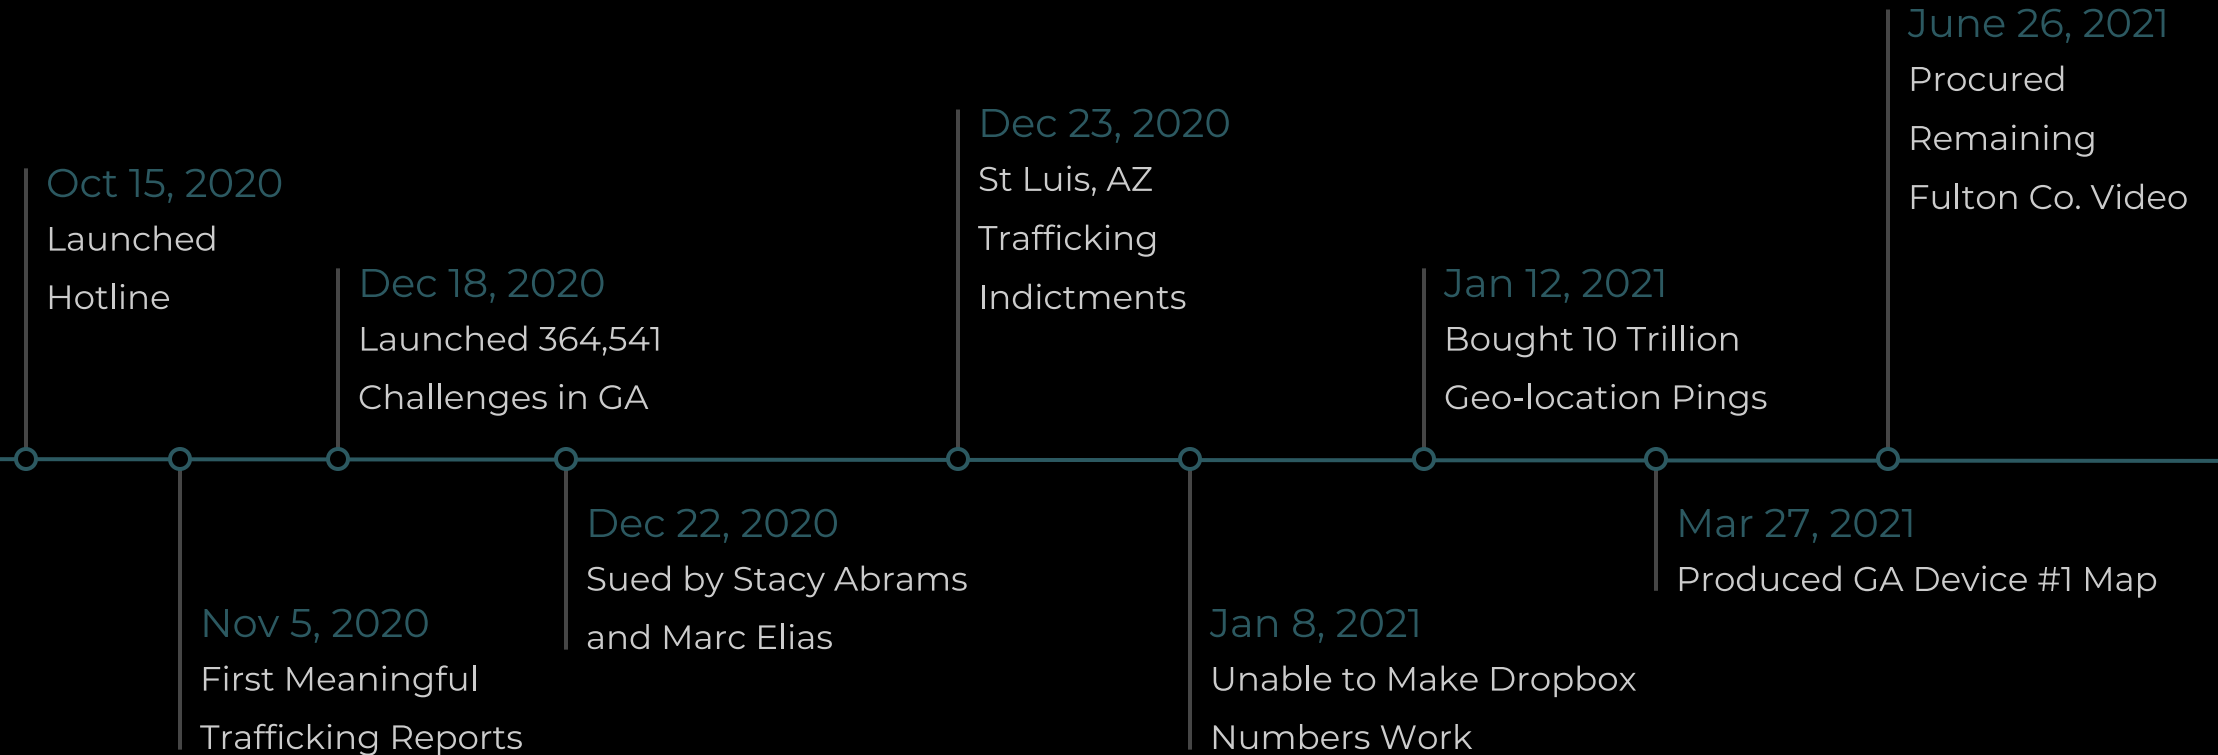 Oct 15, 2020
Launched
Hotline
Nov 5, 2020
First Meaningful
Trafficking Reports
Dec 18, 2020
Launched 364,541
Challenges in GA
Dec 22, 2020
Sued by Stacy Abrams
and Marc Elias
Dec 23, 2020
St Luis, AZ
Trafficking
Indictments
Jan 8, 2021
Unable to Make Dropbox
Numbers Work
Jan 12, 2021
Bought 10 Trillion
Geo-location Pings
Mar 27, 2021
Produced GA Device #1 Map
June 26, 2021
Procured
Remaining
Fulton Co. Video